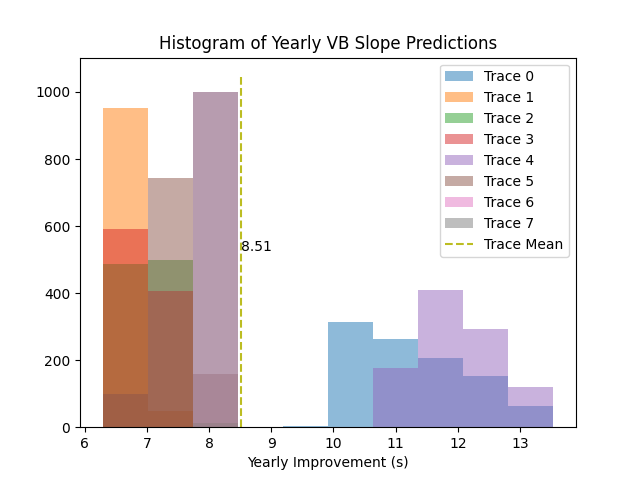 Histogram of Yearly VB Slope Predictions
1000
800
600
400
200
0
8.51
Trace 0
Trace 1
Trace 2
Trace 3
Trace 4
Trace 5
Trace 6
Trace 7
Trace Mean
6 7 8 9 10 11 12 13
Yearly Improvement (s)